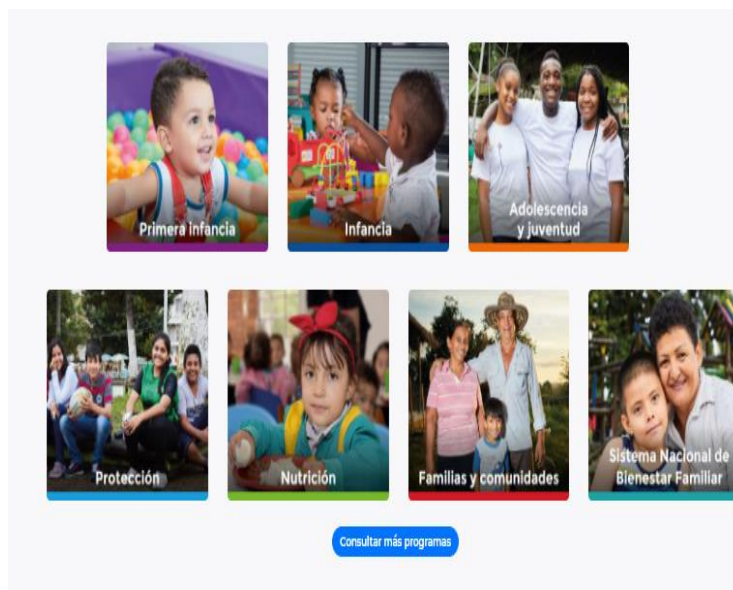 Primera infancia
Infancia
Adolescencia
y juventud
Protección
Nutrición
Familias y comunidades
Sistema Nacional de
Bienestar Familiar
Consultar más programas